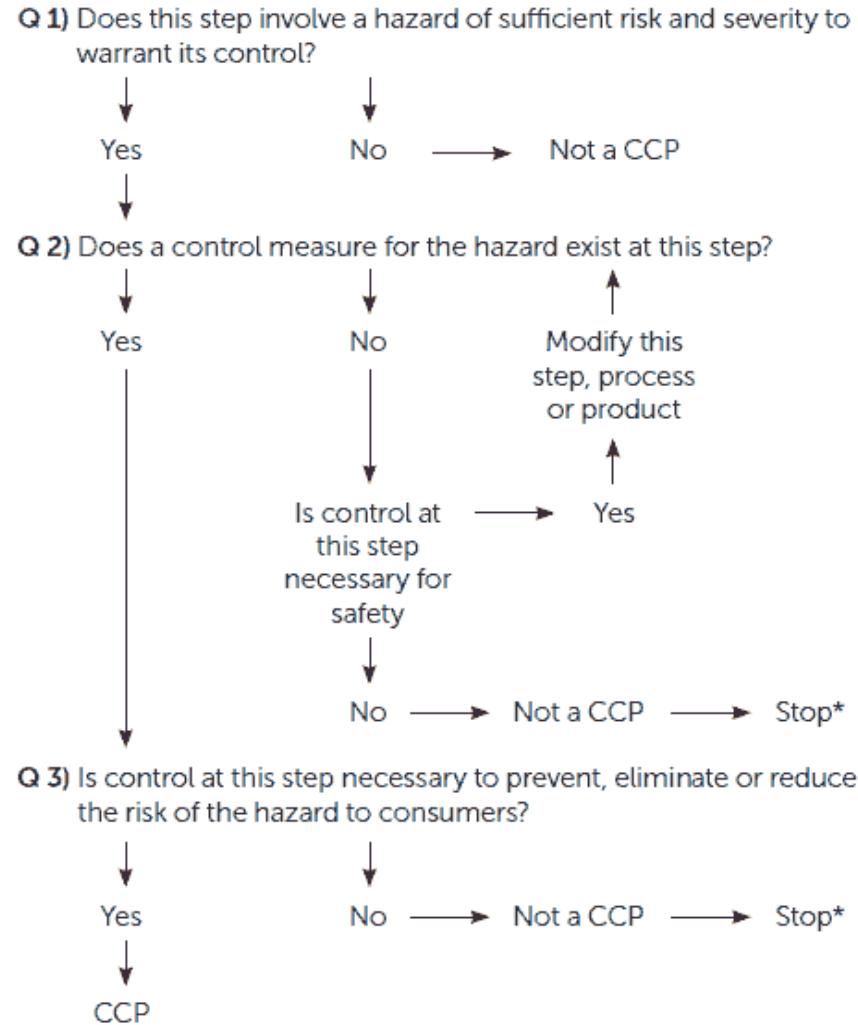 Q 1) Does this step involve a hazard of sufficient risk and severity to
warrant its control?
Yes
No
Not a CCP
Q 2) Does a control measure for the hazard exist at this step?
Yes
No
Modify this
step, process
or product
Is control at
this step
necessary for
safety
Yes
No
Not a CCP
Stop*
Q 3) Is control at this step necessary to prevent, eliminate or reduce
the risk of the hazard to consumers?
Yes
No
Not a CCP
Stop*
CCP